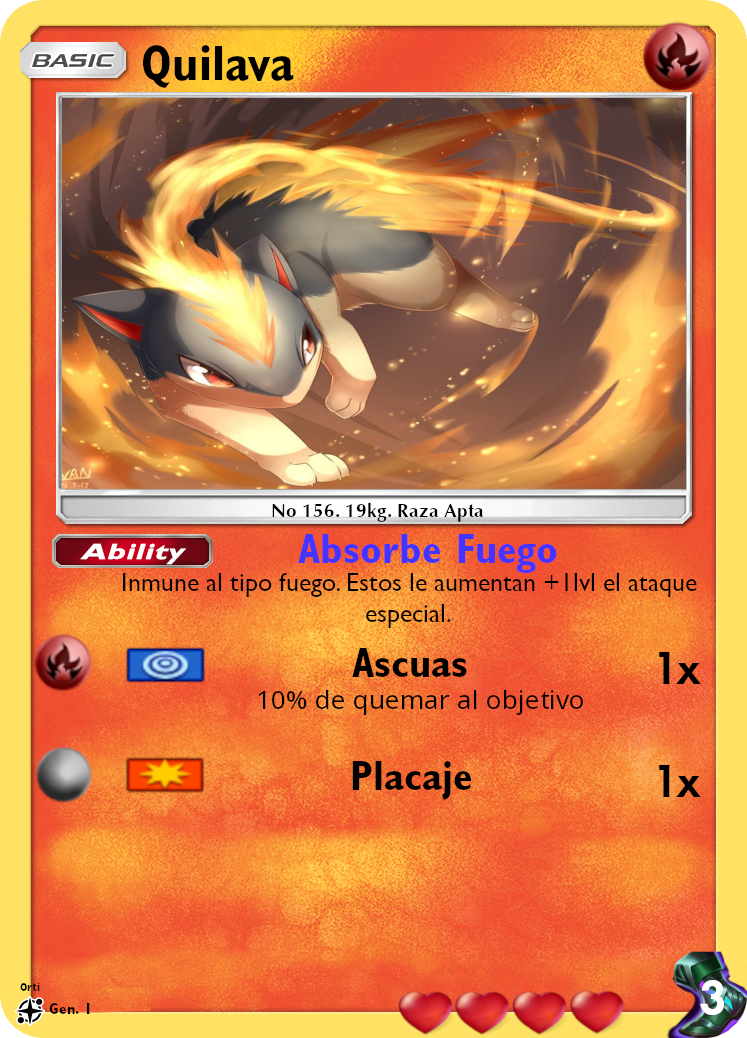 BASIC
Quilava
VAN
No 156. 19kg. Raza Apta
Ability
Absorbe Fuego
Inmune al tipo fuego. Estos le aumentan +1lvl el ataque
especial.
Ascuas
1x
10% de quemar al objetivo
Placaje
1x
Orti
Gen. 1
3